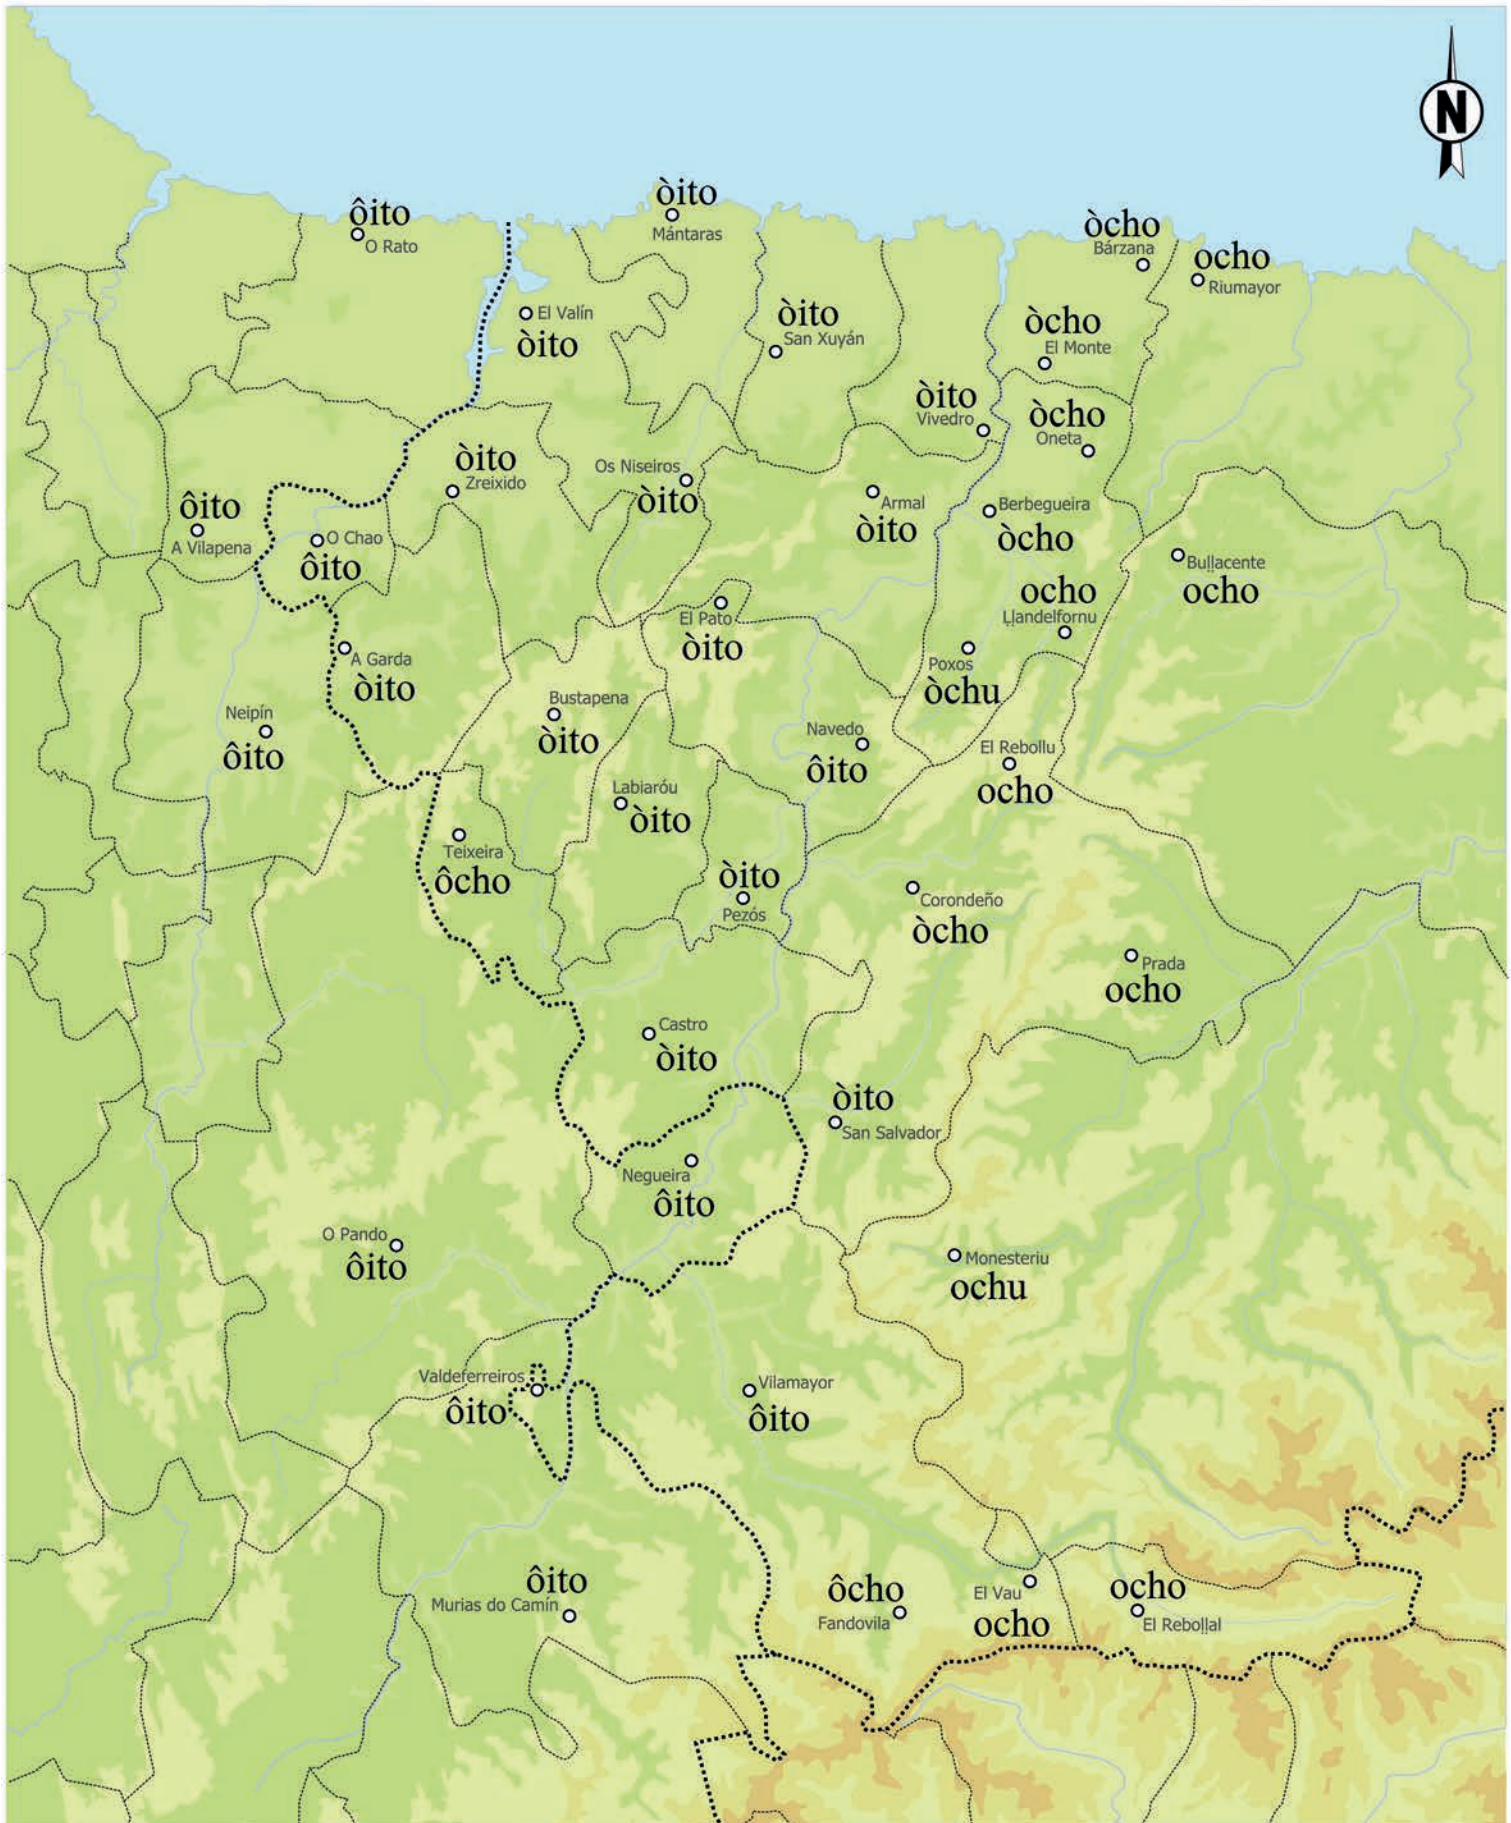 N
òito
Mántaras
ôito
O Rato
òcho
Bárzana
ocho
Riumayor
El Valín
òito
òito
San Xuyán
òcho
El Monte
òito
Vivedro
òcho
Oneta
òito
Zreixido
Os Niseiros
òito
Armal
òito
Berbegueira
òcho
ôito
A Vilapena
O Chao
ôito
Buḷḷacente
ocho
ocho
Ḷḷandelfornu
El Pato
òito
A Garda
òito
Poxos
òchu
Neipín
ôito
Bustapena
òito
Navedo
ôito
El Rebollu
ocho
Labiaróu
òito
Teixeira
ôcho
òito
Pezós
Corondeño
òcho
Prada
ocho
Castro
òito
òito
San Salvador
Negueira
ôito
O Pando
ôito
Monesteriu
ochu
Valdeferreiros
ôito
Vilamayor
ôito
ôito
Murias do Camín
ôcho
Fandovila
El Vau
ocho
ocho
El Reboḷḷal